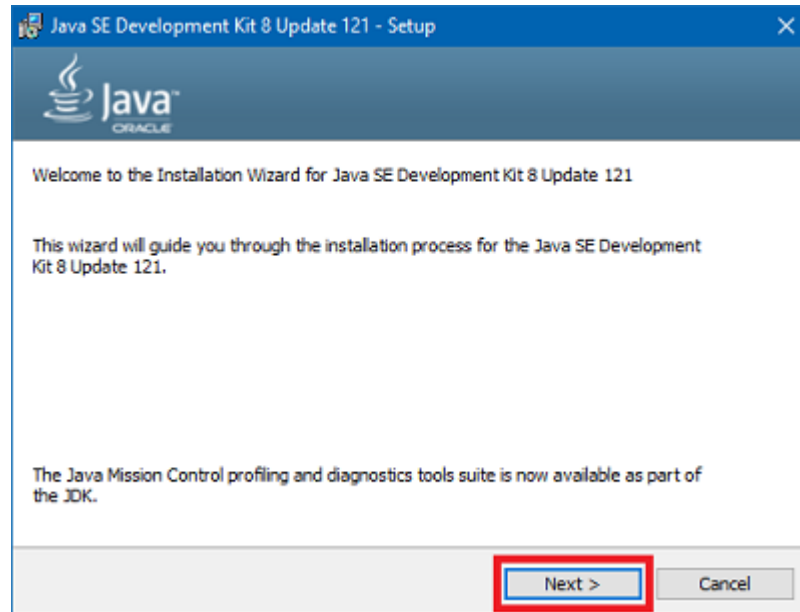 Java SE Development Kit 8 Update 121 - Setup
Java™
ORACLE
Welcome to the Installation Wizard for Java SE Development Kit 8 Update 121
This wizard will guide you through the installation process for the Java SE Development
Kit 8 Update 121.
The Java Mission Control profiling and diagnostics tools suite is now available as part of
the JDK.
Next >
Cancel